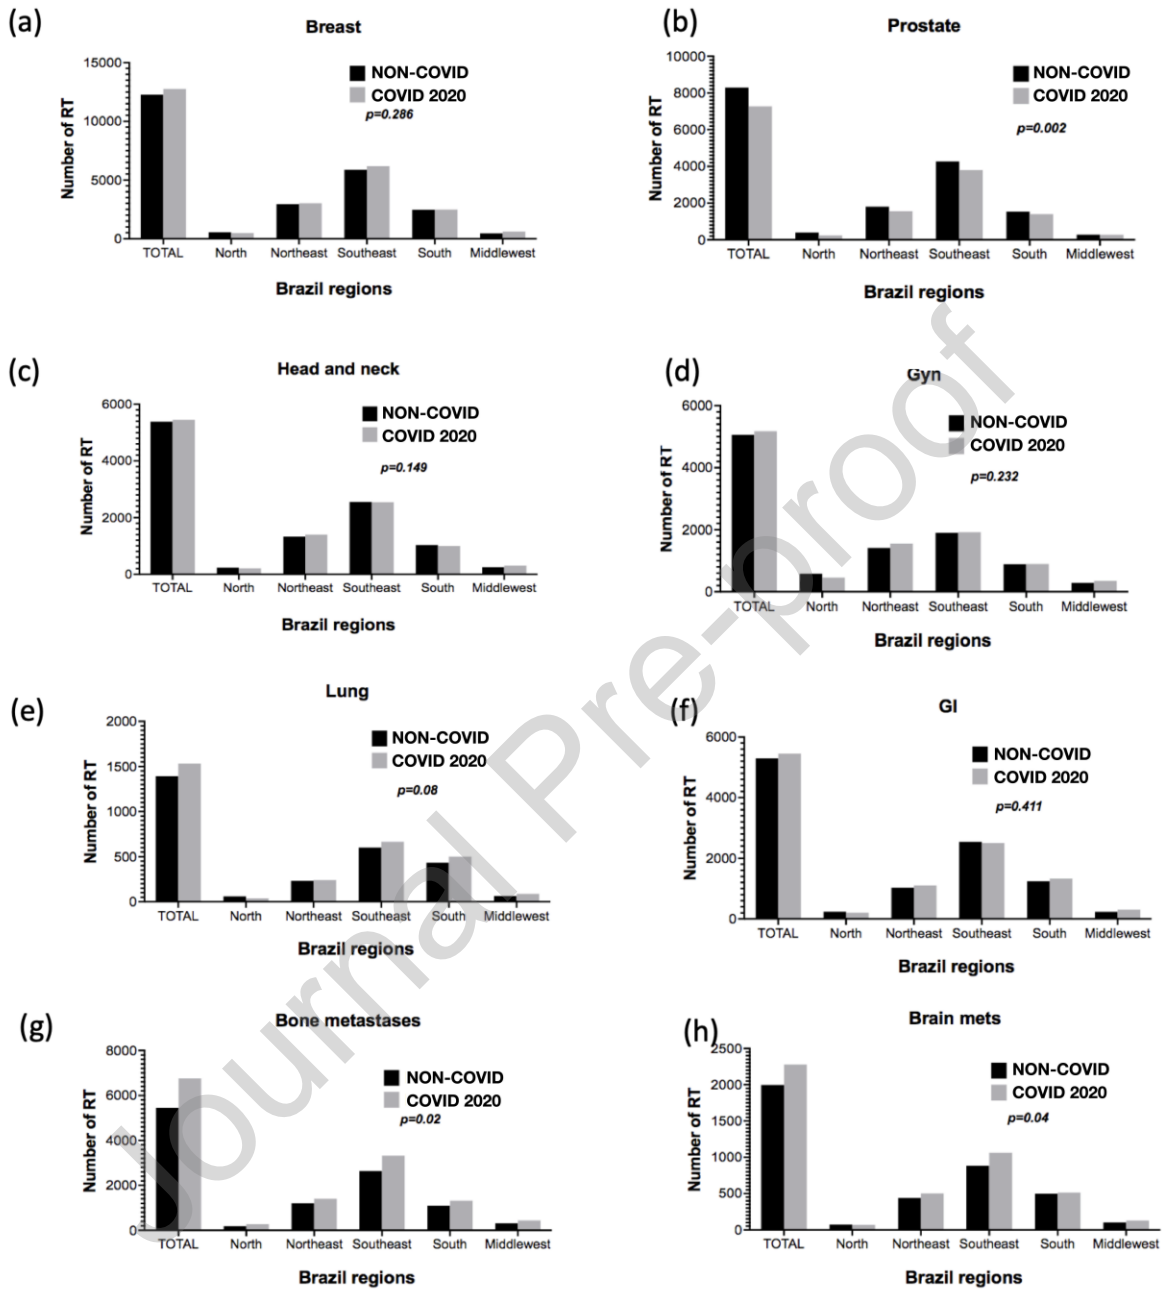 (a)
Breast
15000
10000
5000
0
Number of RT
NON-COVID
COVID 2020
p=0.286
TOTAL North Northeast Southeast South Middlewest
Brazil regions
(b)
Prostate
10000
8000
6000
4000
2000
0
Number of RT
NON-COVID
COVID 2020
p=0.002
TOTAL North Northeast Southeast South Middlewest
Brazil regions
(c)
Head and neck
6000
4000
2000
0
Number of RT
NON-COVID
COVID 2020
p=0.149
TOTAL North Northeast Southeast South Middlewest
Brazil regions
(d)
Gyn
6000
4000
2000
0
Number of RT
NON-COVID
COVID 2020
p=0.232
TOTAL North Northeast Southeast South Middlewest
Brazil regions
(e)
Lung
2000
1500
1000
500
0
Number of RT
NON-COVID
COVID 2020
p=0.08
TOTAL North Northeast Southeast South Middlewest
Brazil regions
(f)
GI
6000
4000
2000
0
Number of RT
NON-COVID
COVID 2020
p=0.411
TOTAL North Northeast Southeast South Middlewest
Brazil regions
(g)
Bone metastases
8000
6000
4000
2000
0
Number of RT
NON-COVID
COVID 2020
p=0.02
TOTAL North Northeast Southeast South Middlewest
Brazil regions
(h)
Brain mets
2500
2000
1500
1000
500
0
Number of RT
NON-COVID
COVID 2020
p=0.04
TOTAL North Northeast Southeast South Middlewest
Brazil regions
Journal Pre-proof